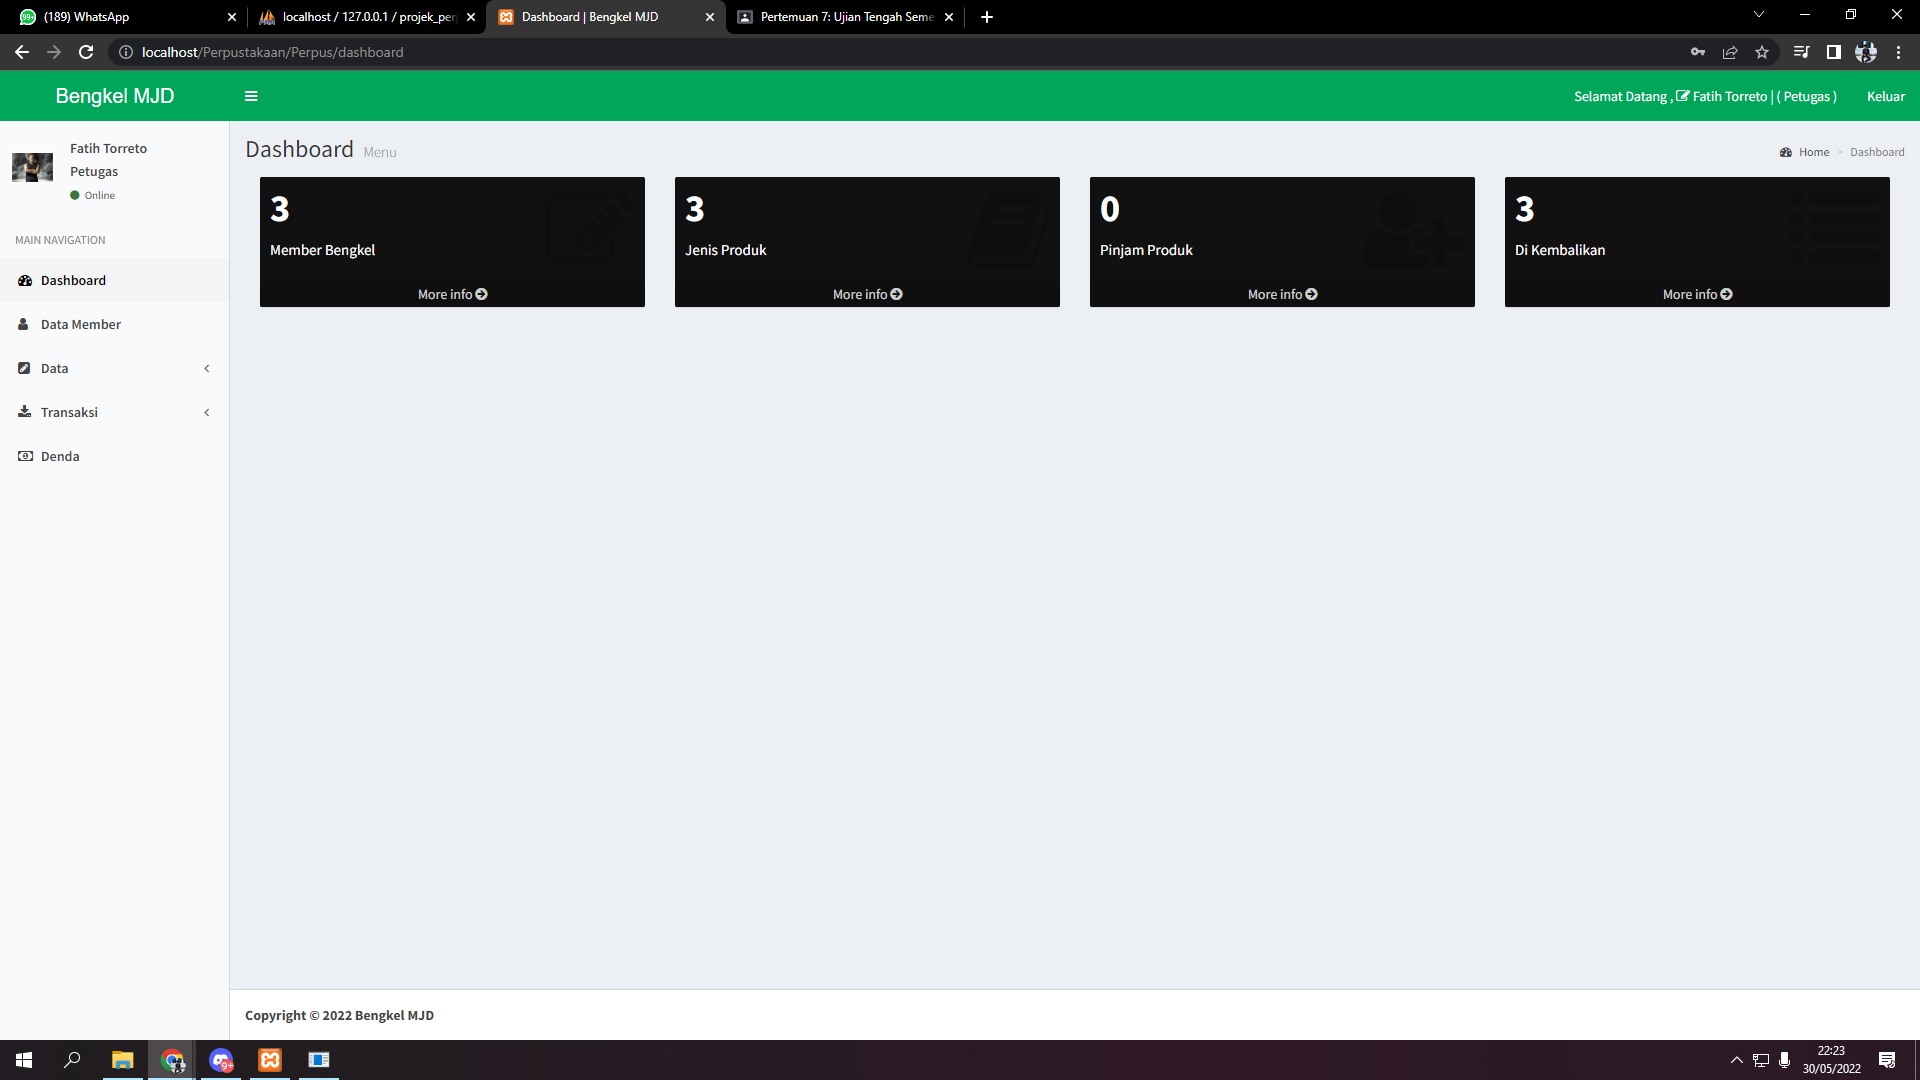 (189) WhatsApp
localhost / 127.0.0.1 / projek_per
Dashboard | Bengkel MJD
Pertemuan 7: Ujian Tengah Seme
localhost/Perpustakaan/Perpus/dashboard
Bengkel MJD
Selamat Datang , Fatih Torreto | ( Petugas )
Keluar
Fatih Torreto
Petugas
Online
MAIN NAVIGATION
Dashboard
Data Member
Data
Transaksi
Denda
Dashboard Menu
Home > Dashboard
3
Member Bengkel
More info
3
Jenis Produk
More info
0
Pinjam Produk
More info
3
Di Kembalikan
More info
Copyright © 2022 Bengkel MJD
9+
22:23
30/05/2022